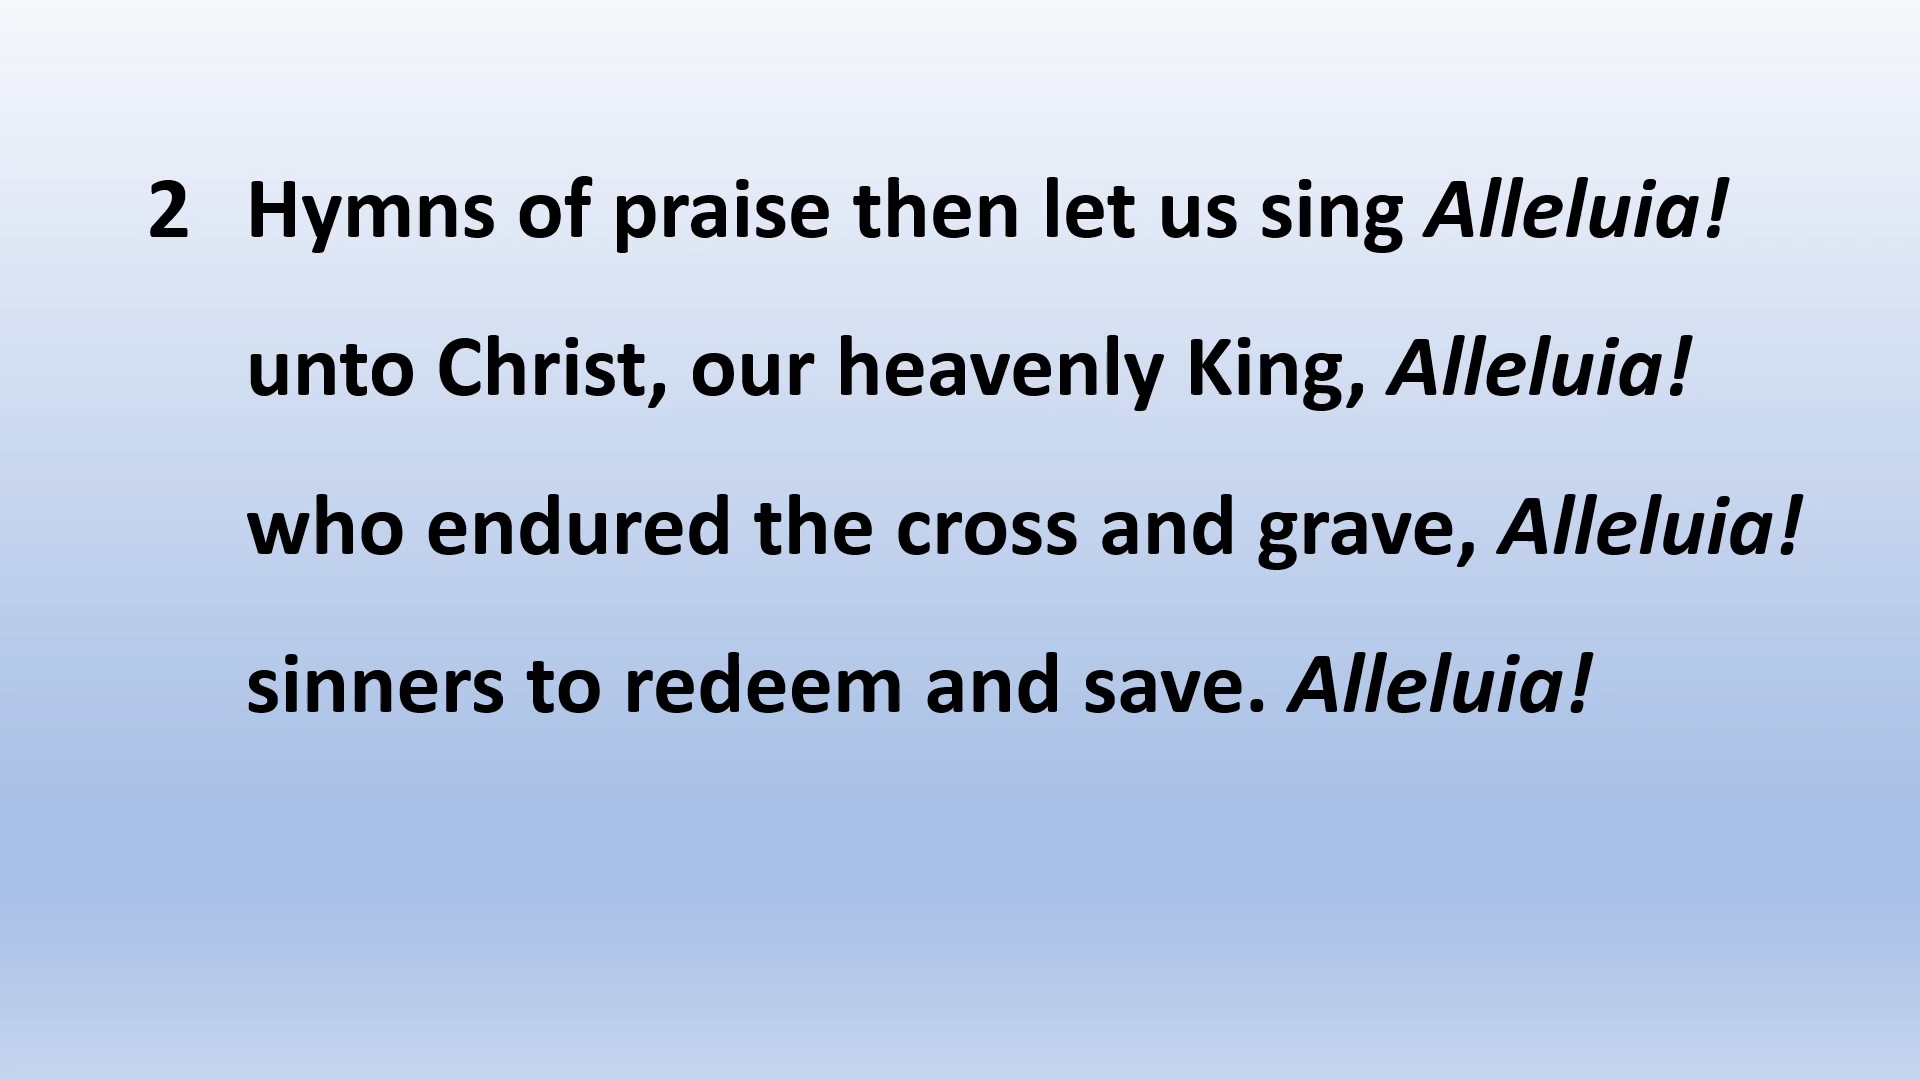 2 Hymns of praise then let us sing Alleluia!
unto Christ, our heavenly King, Alleluia!
who endured the cross and grave, Alleluia!
sinners to redeem and save. Alleluia!